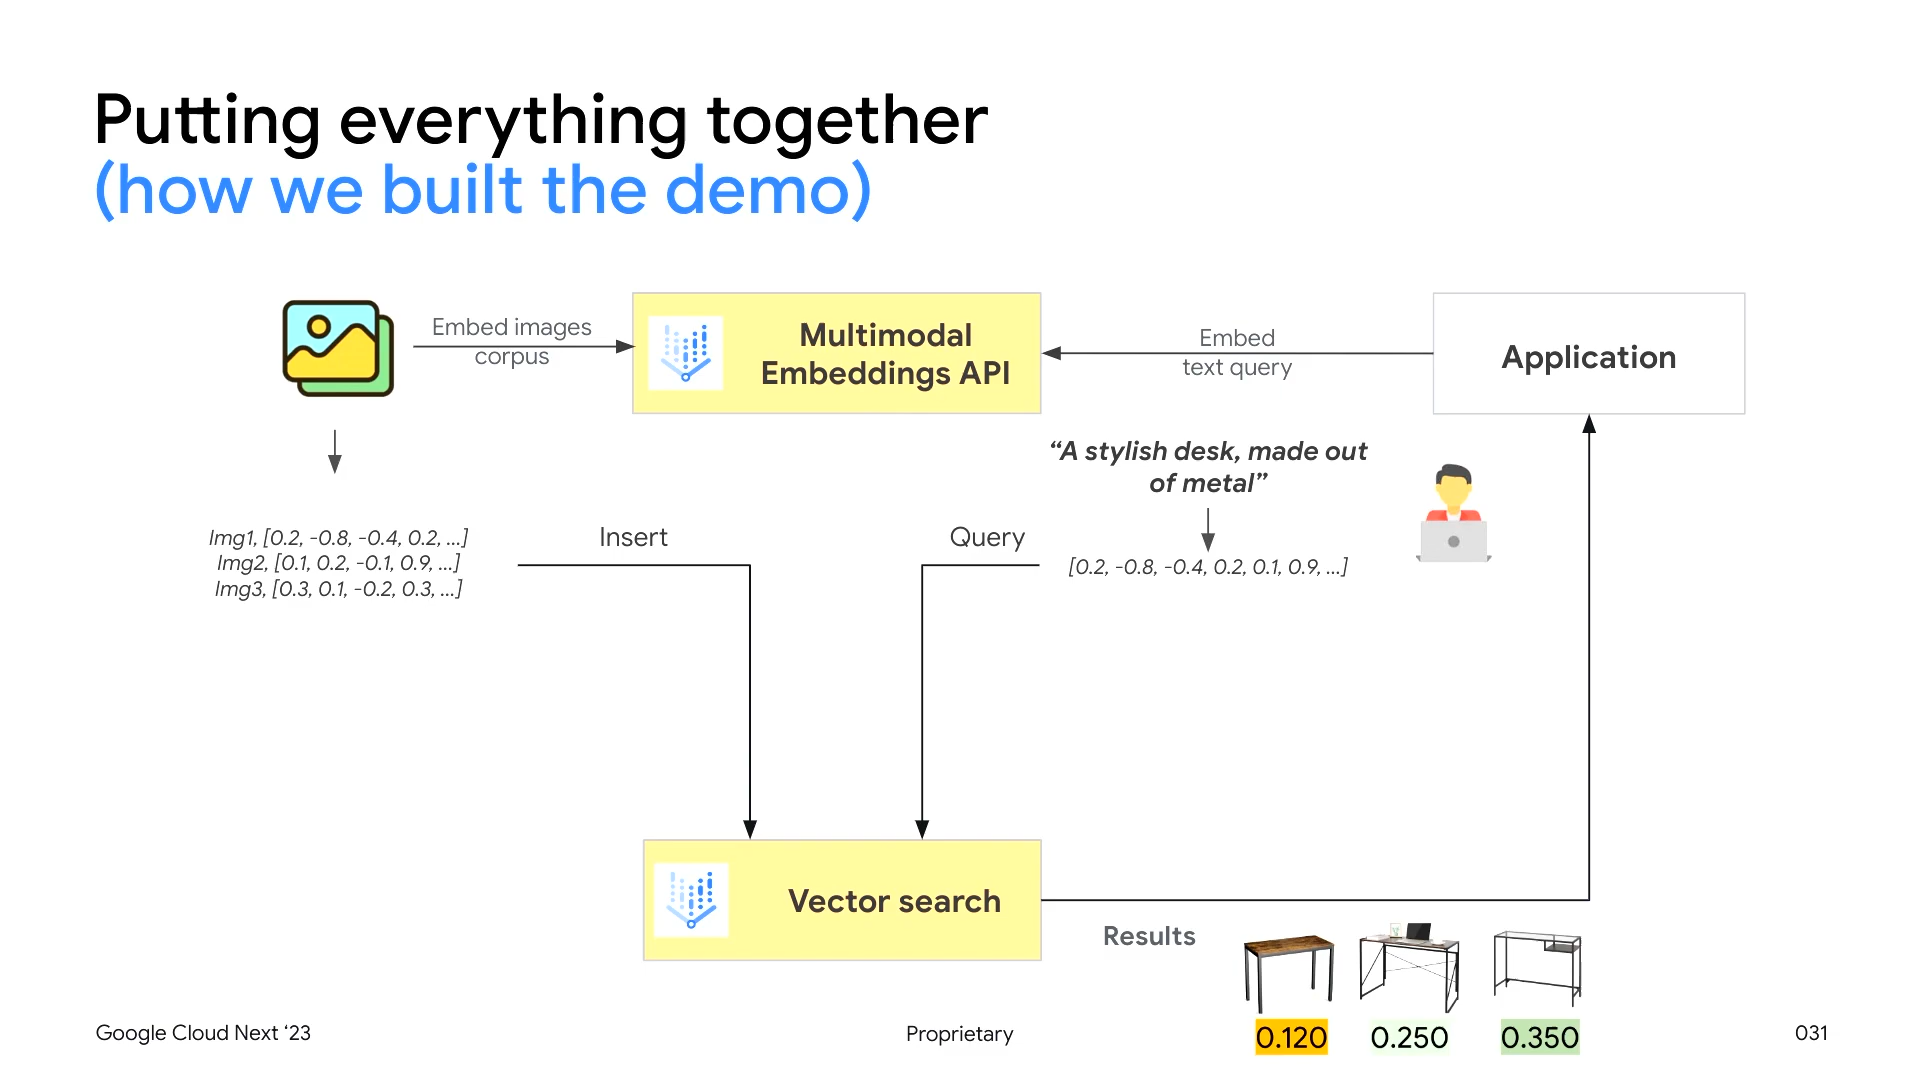 Putting everything together
(how we built the demo)
Embed images
corpus
Multimodal
Embeddings API
Embed
text query
Application
“A stylish desk, made out
of metal”
Img1, [0.2, -0.8, -0.4, 0.2, ...]
Img2, [0.1, 0.2, -0.1, 0.9, ...]
Img3, [0.3, 0.1, -0.2, 0.3, ...]
Insert
Query
[0.2, -0.8, -0.4, 0.2, 0.1, 0.9, ...]
Vector search
Results
0.120
0.250
0.350
Google Cloud Next ‘23
Proprietary
031